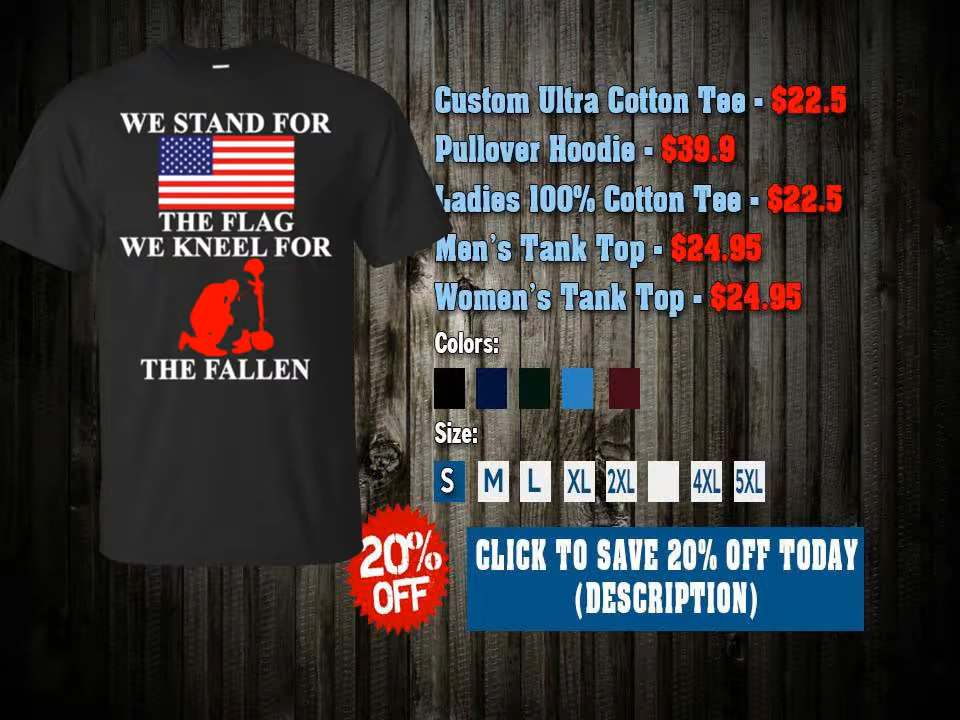 WE STAND FOR
THE FLAG
WE KNEEL FOR
THE FALLEN
Custom Ultra Cotton Tee - $22.5
Pullover Hoodie - $39.9
Ladies 100% Cotton Tee - $22.5
Men's Tank Top - $24.95
Women's Tank Top - $24.95
Colors:
Size:
S M L XL 2XL 4XL 5XL
20%
OFF
CLICK TO SAVE 20% OFF TODAY
(DESCRIPTION)